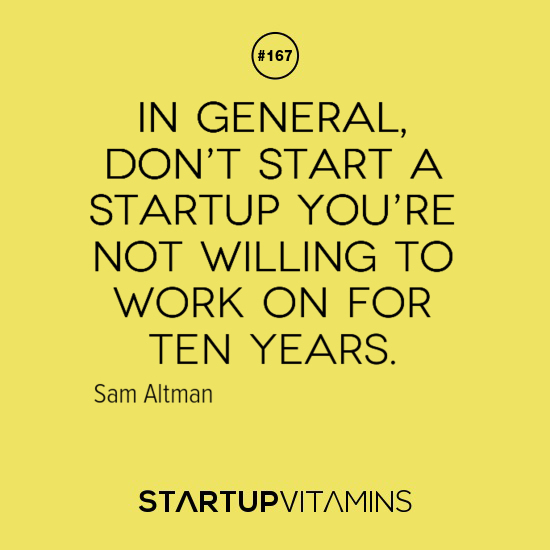 #167
IN GENERAL,
DON'T START A
STARTUP YOU'RE
NOT WILLING TO
WORK ON FOR
TEN YEARS.
Sam Altman
STARTUPVITAMINS